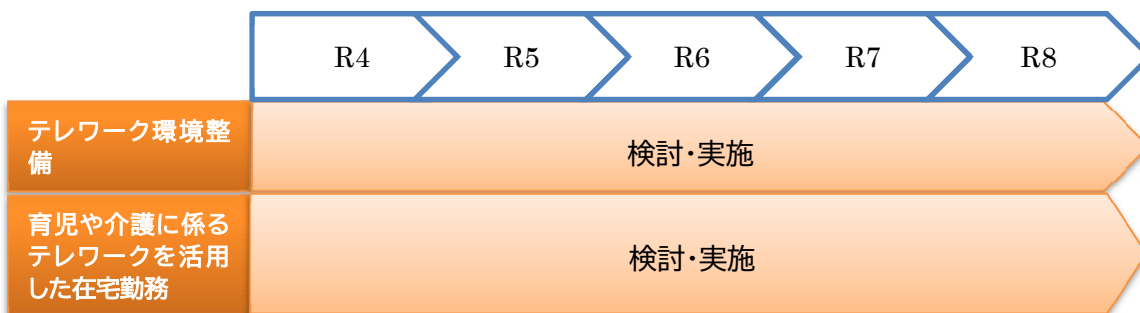 R4 R5 R6 R7 R8
テレワーク環境整
備
検討・実施
育児や介護に係る
テレワークを活用
した在宅勤務
検討・実施